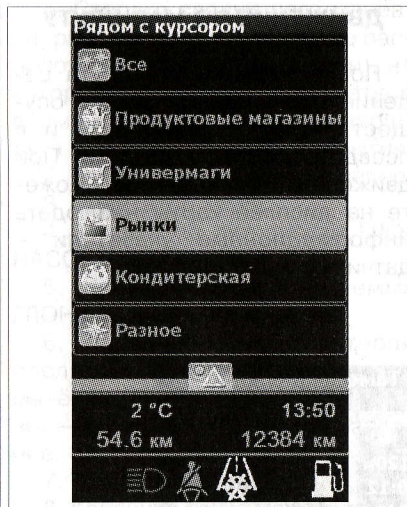 Рядом с курсором
Все
Продуктовые магазины
Универмаги
Рынки
Кондитерская
Разное
2 °C 13:50
54.6 км 12384 км